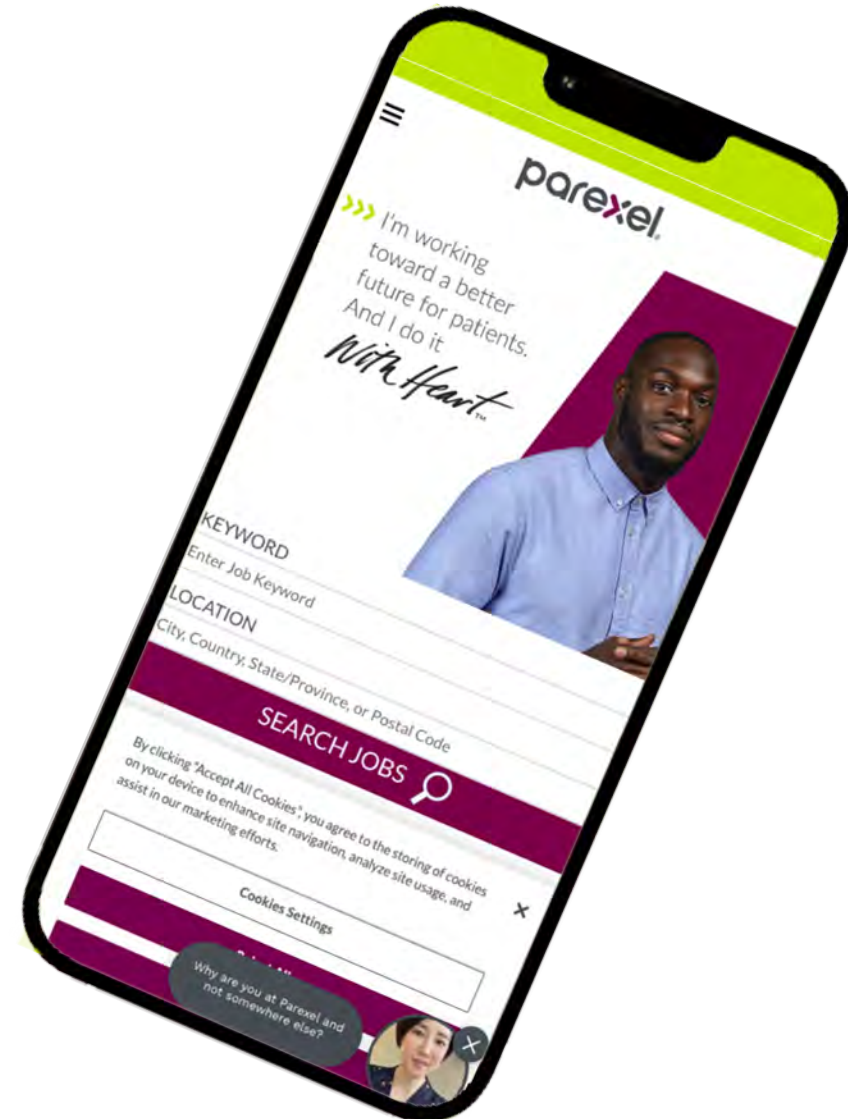 parexel®
››› I'm working
toward a better
future for patients.
And I do it
With Heart™
KEYWORD
Enter Job Keyword
LOCATION
City, Country, State/Province, or Postal Code
SEARCH JOBS
By clicking "Accept All Cookies", you agree to the storing of cookies
on your device to enhance site navigation, analyze site usage, and
assist in our marketing efforts.
Cookies Settings
Why are you at Parexel and
not somewhere else?